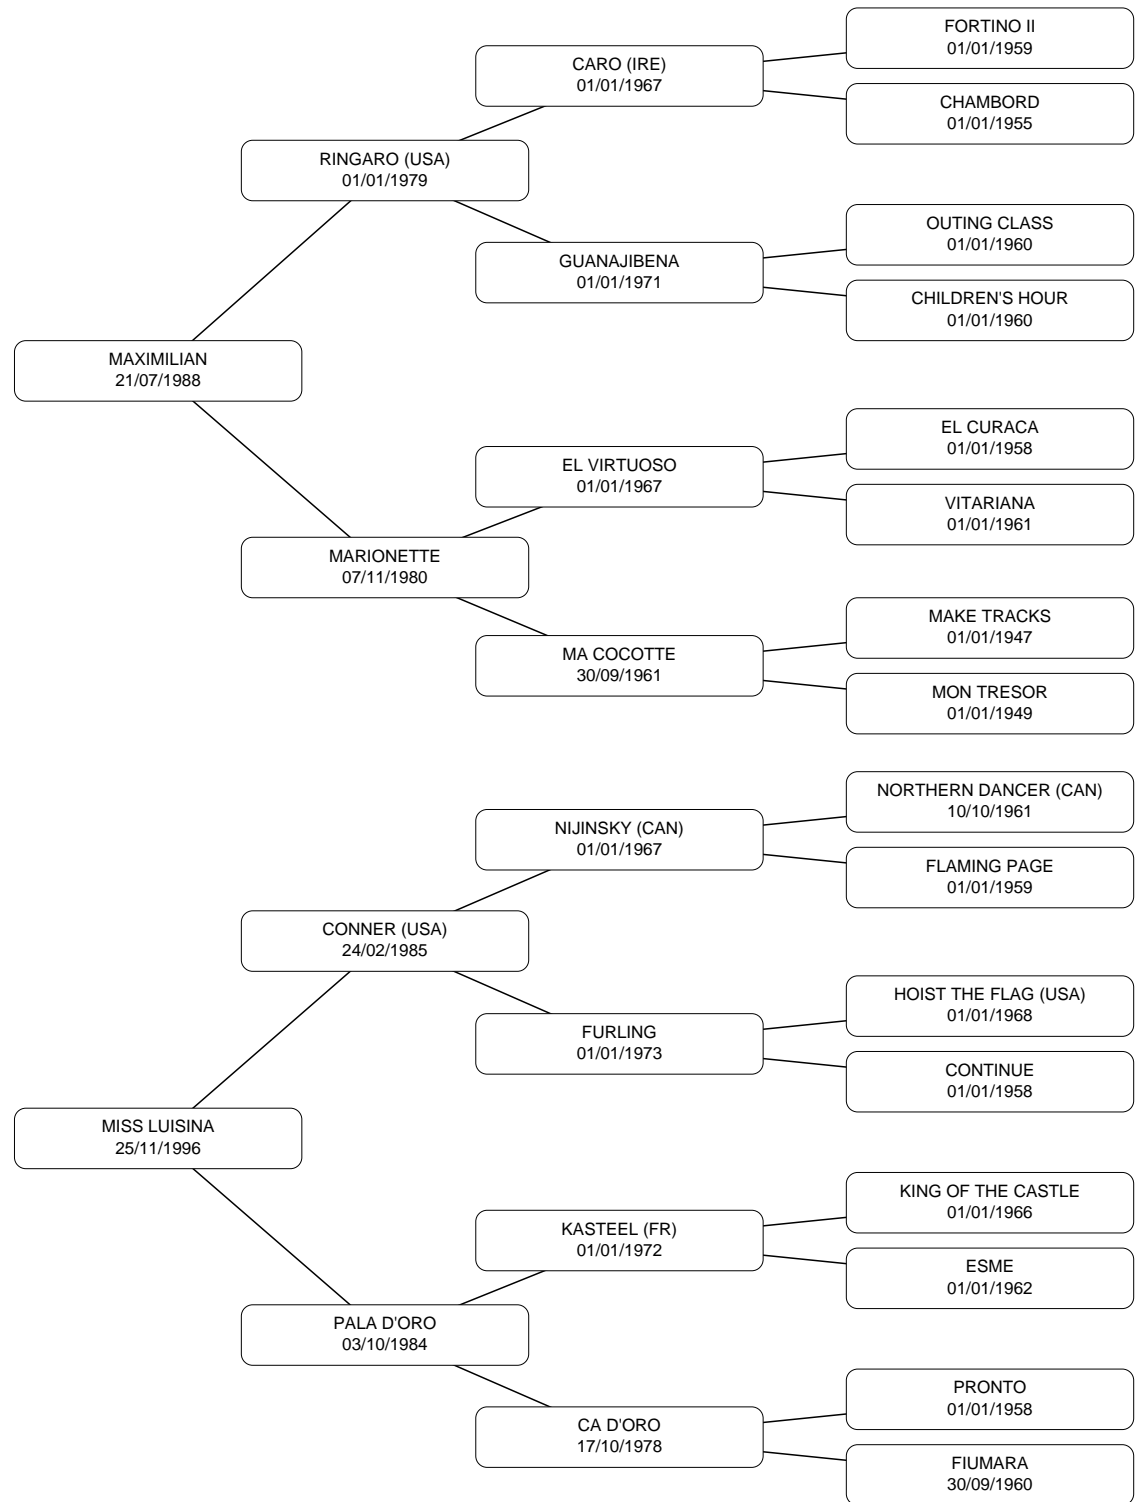 FORTINO II
01/01/1959
CARO (IRE)
01/01/1967
CHAMBORD
01/01/1955
RINGARO (USA)
01/01/1979
OUTING CLASS
01/01/1960
GUANAJIBENA
01/01/1971
CHILDREN'S HOUR
01/01/1960
MAXIMILIAN
21/07/1988
EL CURACA
01/01/1958
EL VIRTUOSO
01/01/1967
VITARIANA
01/01/1961
MARIONETTE
07/11/1980
MAKE TRACKS
01/01/1947
MA COCOTTE
30/09/1961
MON TRESOR
01/01/1949
NORTHERN DANCER (CAN)
10/10/1961
NIJINSKY (CAN)
01/01/1967
FLAMING PAGE
01/01/1959
CONNER (USA)
24/02/1985
HOIST THE FLAG (USA)
01/01/1968
FURLING
01/01/1973
CONTINUE
01/01/1958
MISS LUISINA
25/11/1996
KING OF THE CASTLE
01/01/1966
KASTEEL (FR)
01/01/1972
ESME
01/01/1962
PALA D'ORO
03/10/1984
PRONTO
01/01/1958
CA D'ORO
17/10/1978
FIUMARA
30/09/1960